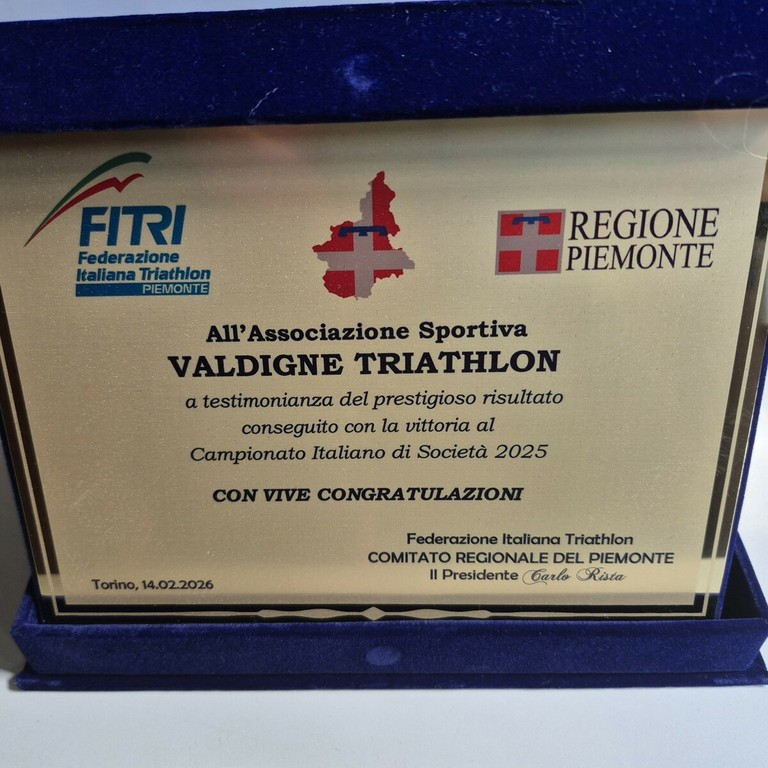 FITRI
Federazione
Italiana Triathlon
PIEMONTE
REGIONE
PIEMONTE
All'Associazione Sportiva
VALDIGNE TRIATHLON
a testimonianza del prestigioso risultato
conseguito con la vittoria al
Campionato Italiano di Società 2025
CON VIVE CONGRATULAZIONI
Federazione Italiana Triathlon
COMITATO REGIONALE DEL PIEMONTE
Il Presidente Carlo Rista
Torino, 14.02.2026